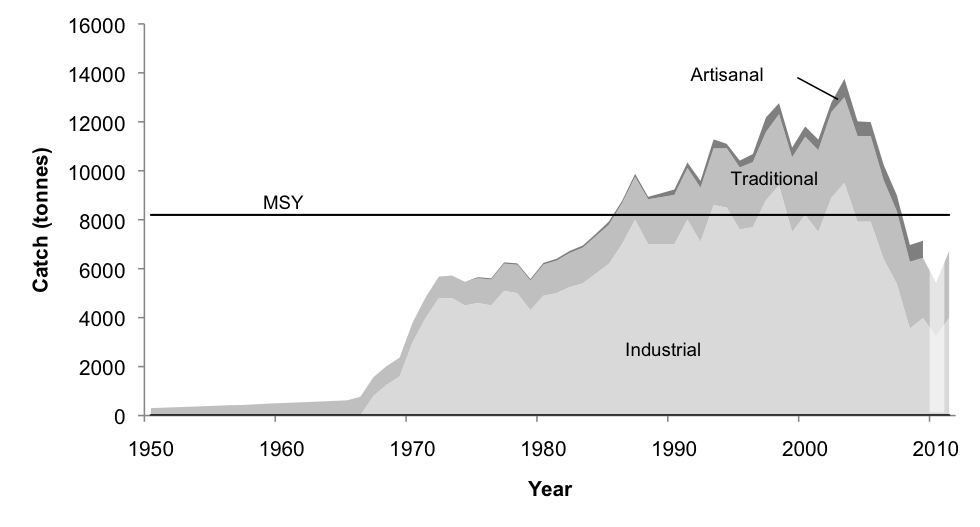 16000
14000
12000
10000
8000
6000
4000
2000
0
Catch (tonnes)
Artisanal
Traditional
MSY
Industrial
1950 1960 1970 1980 1990 2000 2010
Year